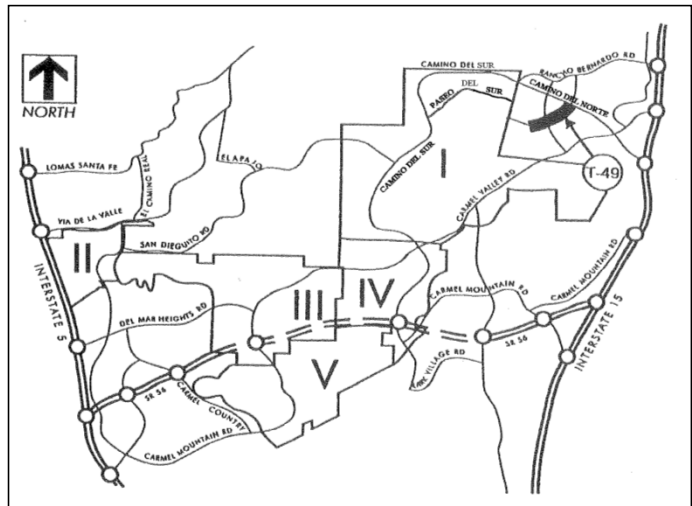 CAMINO DEL SUR
RANCHO BERNARDO RD
DEL
PASEO SUR
CAMINO DEL NORTE
NORTH
LOMAS SANTA FE
EL CAMINO REAL
EL APAJO
CAMINO DEL SUR
I
T-49
CARMEL VALLEY RD
VIA DE LA VALLE
SAN DIEGUITO RD
II
CARMEL MOUNTAIN RD
INTERSTATE 5
III
IV
CARMEL MOUNTAIN RD
DEL MAR HEIGHTS RD
INTERSTATE 15
SR 56
V
PARK VILLAGE RD
SR 56
CARMEL COUNTRY
CARMEL MOUNTAIN RD